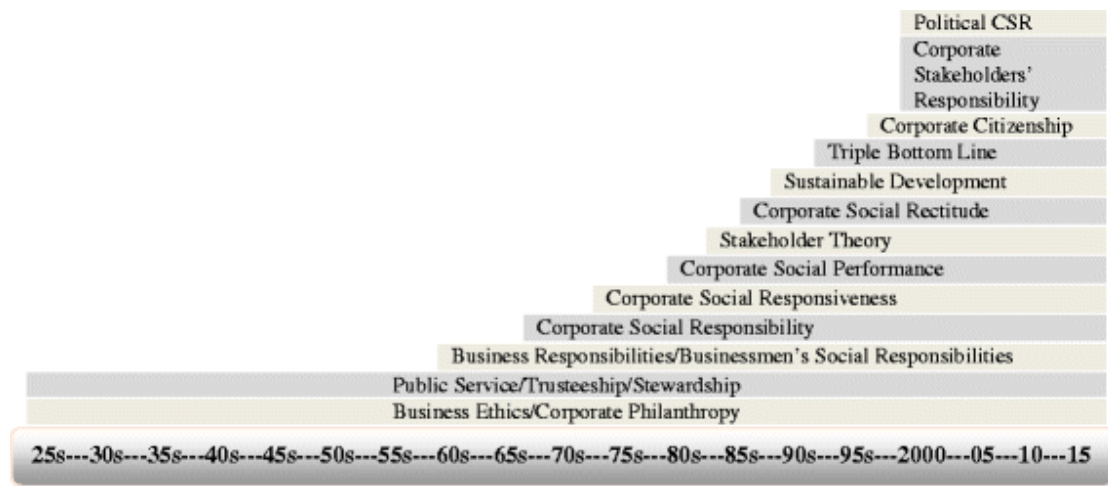 Political CSR
Corporate
Stakeholders’
Responsibility
Corporate Citizenship
Triple Bottom Line
Sustainable Development
Corporate Social Rectitude
Stakeholder Theory
Corporate Social Performance
Corporate Social Responsiveness
Corporate Social Responsibility
Business Responsibilities/Businessmen’s Social Responsibilities
Public Service/Trusteeship/Stewardship
Business Ethics/Corporate Philanthropy
25s---30s---35s---40s---45s---50s---55s---60s---65s---70s---75s---80s---85s---90s---95s---2000---05---10---15